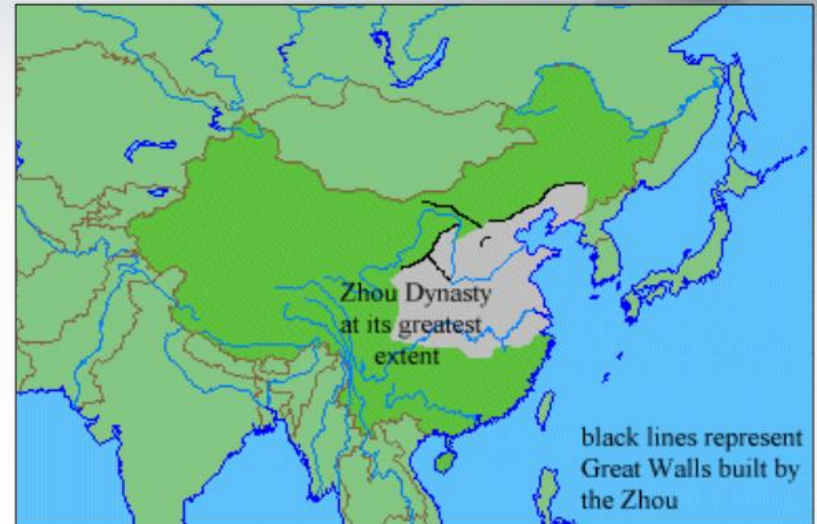 Zhou Dynasty
at its greatest
extent
black lines represent
Great Walls built by
the Zhou